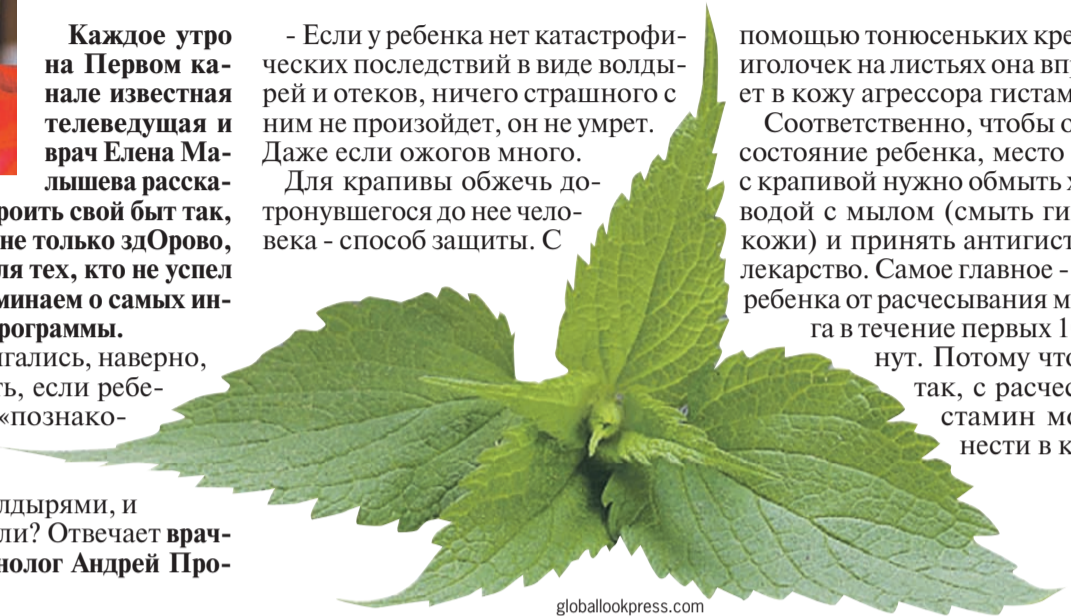 Каждое утро
на Первом ка-
нале известная
телеведущая и
врач Елена Ма-
лышева расска-
роить свой быт так,
не только здОрово,
ля тех, кто не успел
минаем о самых ин-
рограммы.
гались, наверно,
ть, если ребе-
«познако-
лдырями, и
ли? Отвечает врач-
нолог Андрей Про-
- Если у ребенка нет катастрофи-
ческих последствий в виде волды-
рей и отеков, ничего страшного с
ним не произойдет, он не умрет.
Даже если ожогов много.
Для крапивы обжечь до-
тронувшегося до нее чело-
века - способ защиты. С
помощью тонюсеньких кре
иголочек на листьях она впр
ет в кожу агрессора гистам
Соответственно, чтобы о
состояние ребенка, место
с крапивой нужно обмыть х
водой с мылом (смыть ги
кожи) и принять антигист
лекарство. Самое главное -
ребенка от расчесывания м
га в течение первых 1
нут. Потому что
так, с расчес
стамин мо
нести в к
globallookpress.com